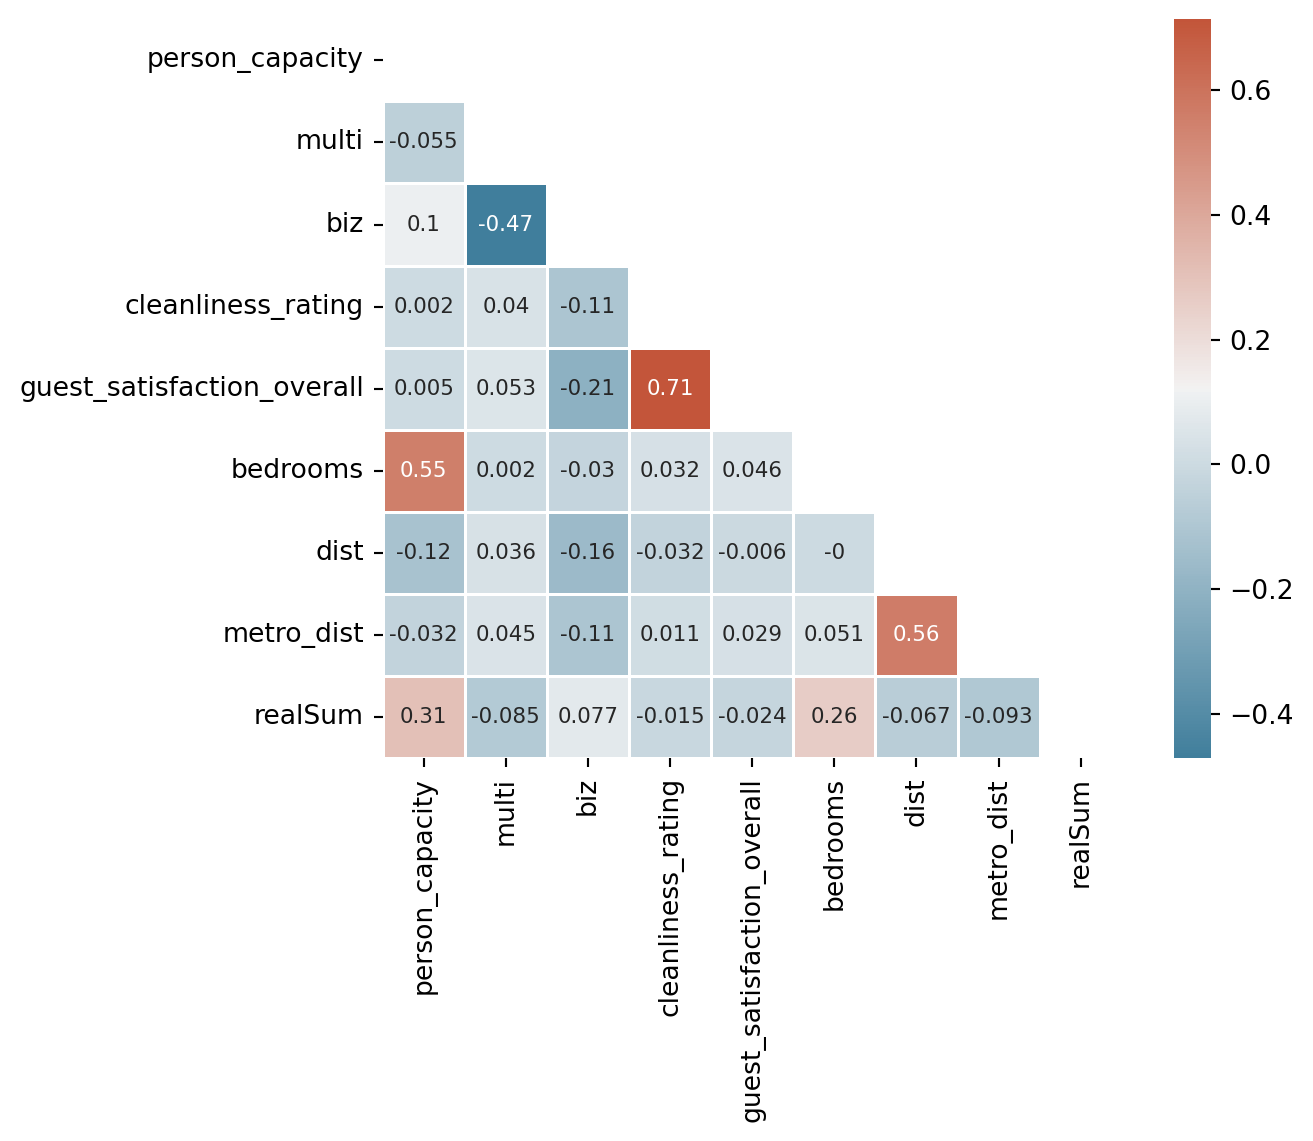 person_capacity
multi
-0.055
biz
0.1 -0.47
cleanliness_rating
0.002 0.04 -0.11
guest_satisfaction_overall
0.005 0.053 -0.21 0.71
bedrooms
0.55 0.002 -0.03 0.032 0.046
dist
-0.12 0.036 -0.16 -0.032 -0.006 -0
metro_dist
-0.032 0.045 -0.11 0.011 0.029 0.051 0.56
realSum
0.31 -0.085 0.077 -0.015 -0.024 0.26 -0.067 -0.093
person_capacity
multi
biz
cleanliness_rating
guest_satisfaction_overall
bedrooms
dist
metro_dist
realSum
0.6
0.4
0.2
0.0
−0.2
−0.4